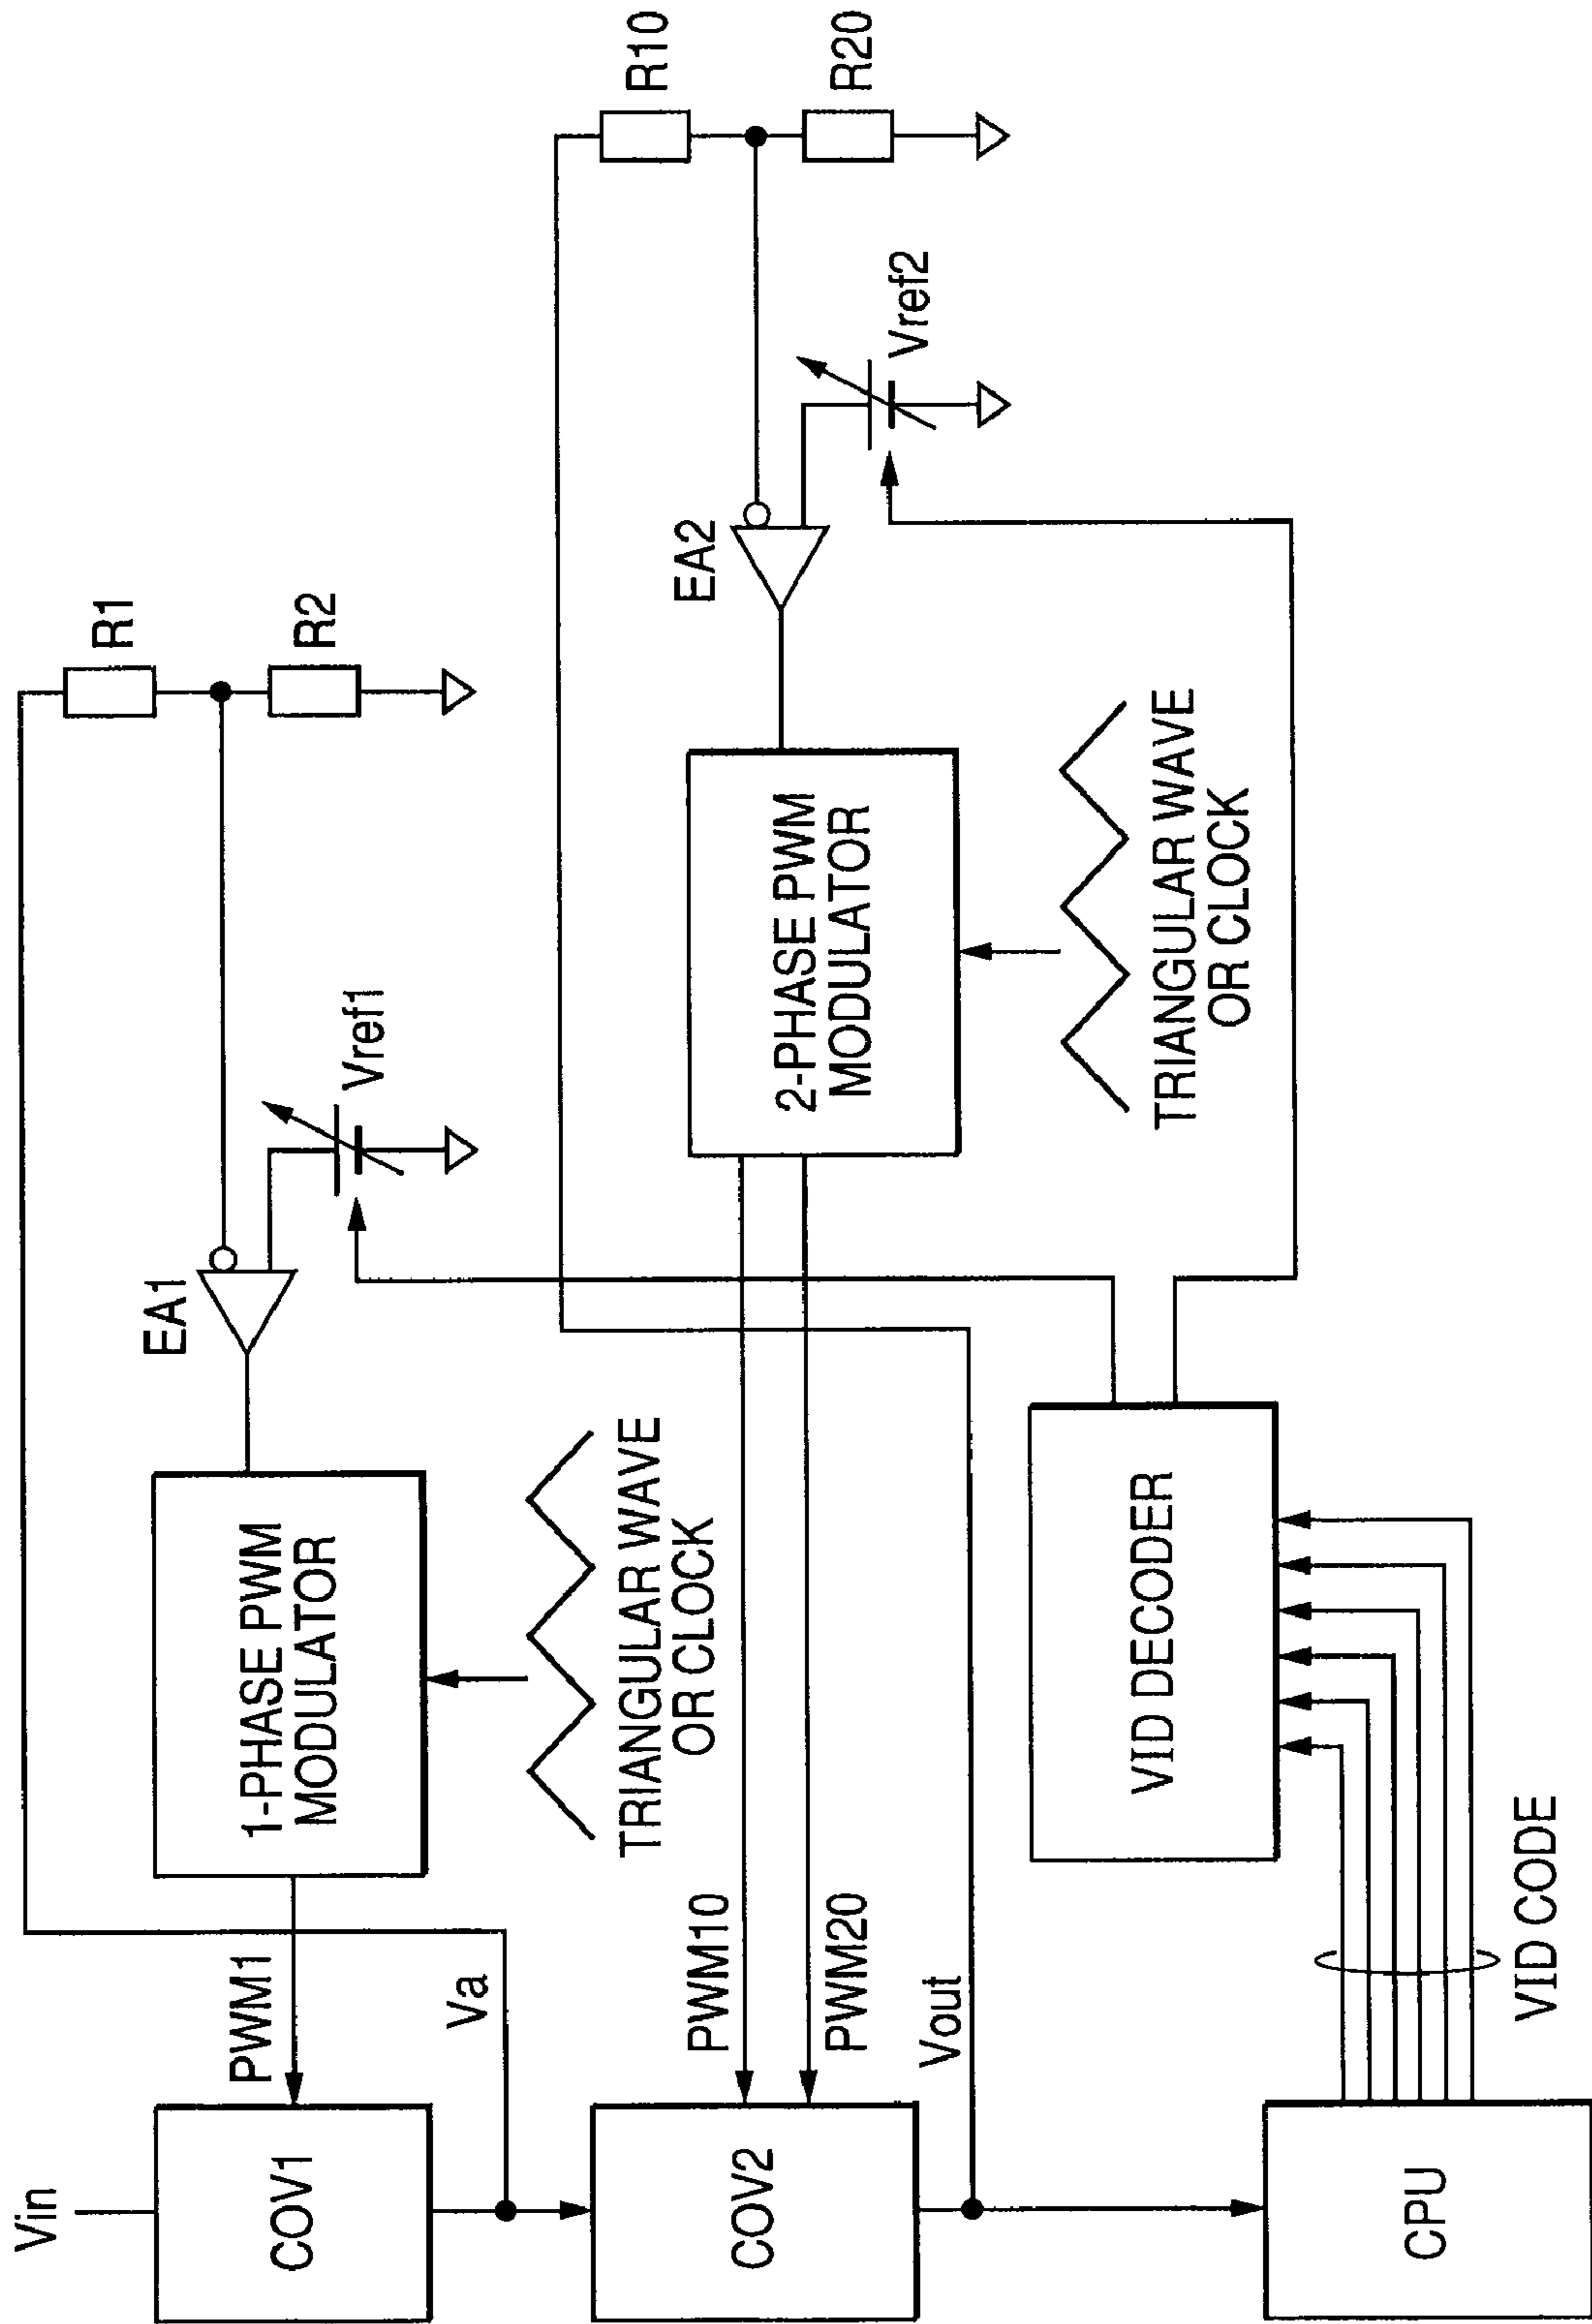 Vin
COV1
PWM1
1-PHASE PWM
MODULATOR
EA1
Vref1
R1
R2
TRIANGULAR WAVE
OR CLOCK
Va
COV2
PWM10
PWM20
2-PHASE PWM
MODULATOR
EA2
Vref2
R10
R20
TRIANGULAR WAVE
OR CLOCK
Vout
VID DECODER
CPU
VID CODE